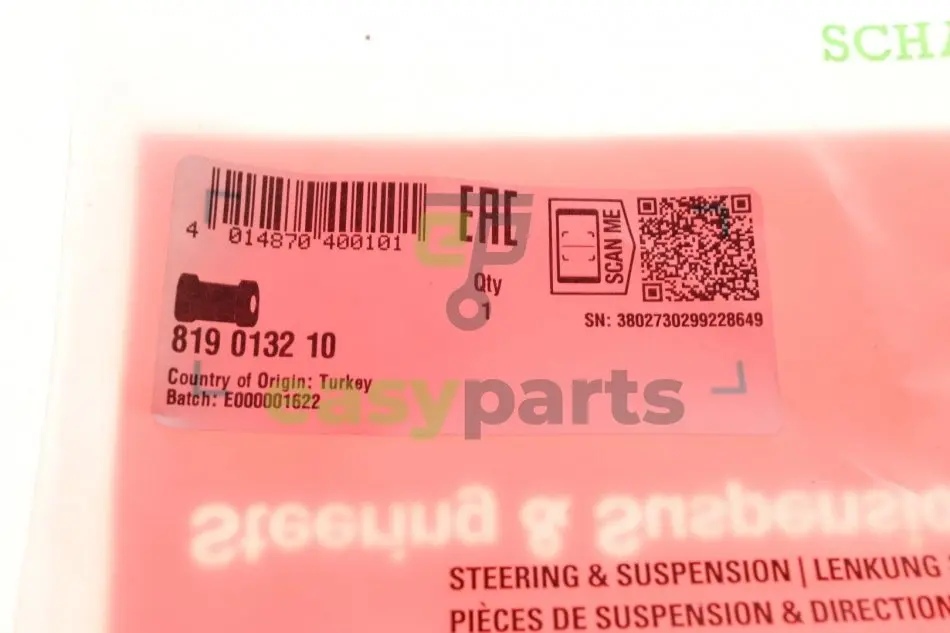 SCHA
4 014870 400101
EAC
SCAN ME
Qty
1
SN: 3802730299228649
819 0132 10
Country of Origin: Turkey
Batch: E000001622
easyparts
Steering & Suspensio
STEERING & SUSPENSION | LENKUNG
PIÈCES DE SUSPENSION & DIRECTION